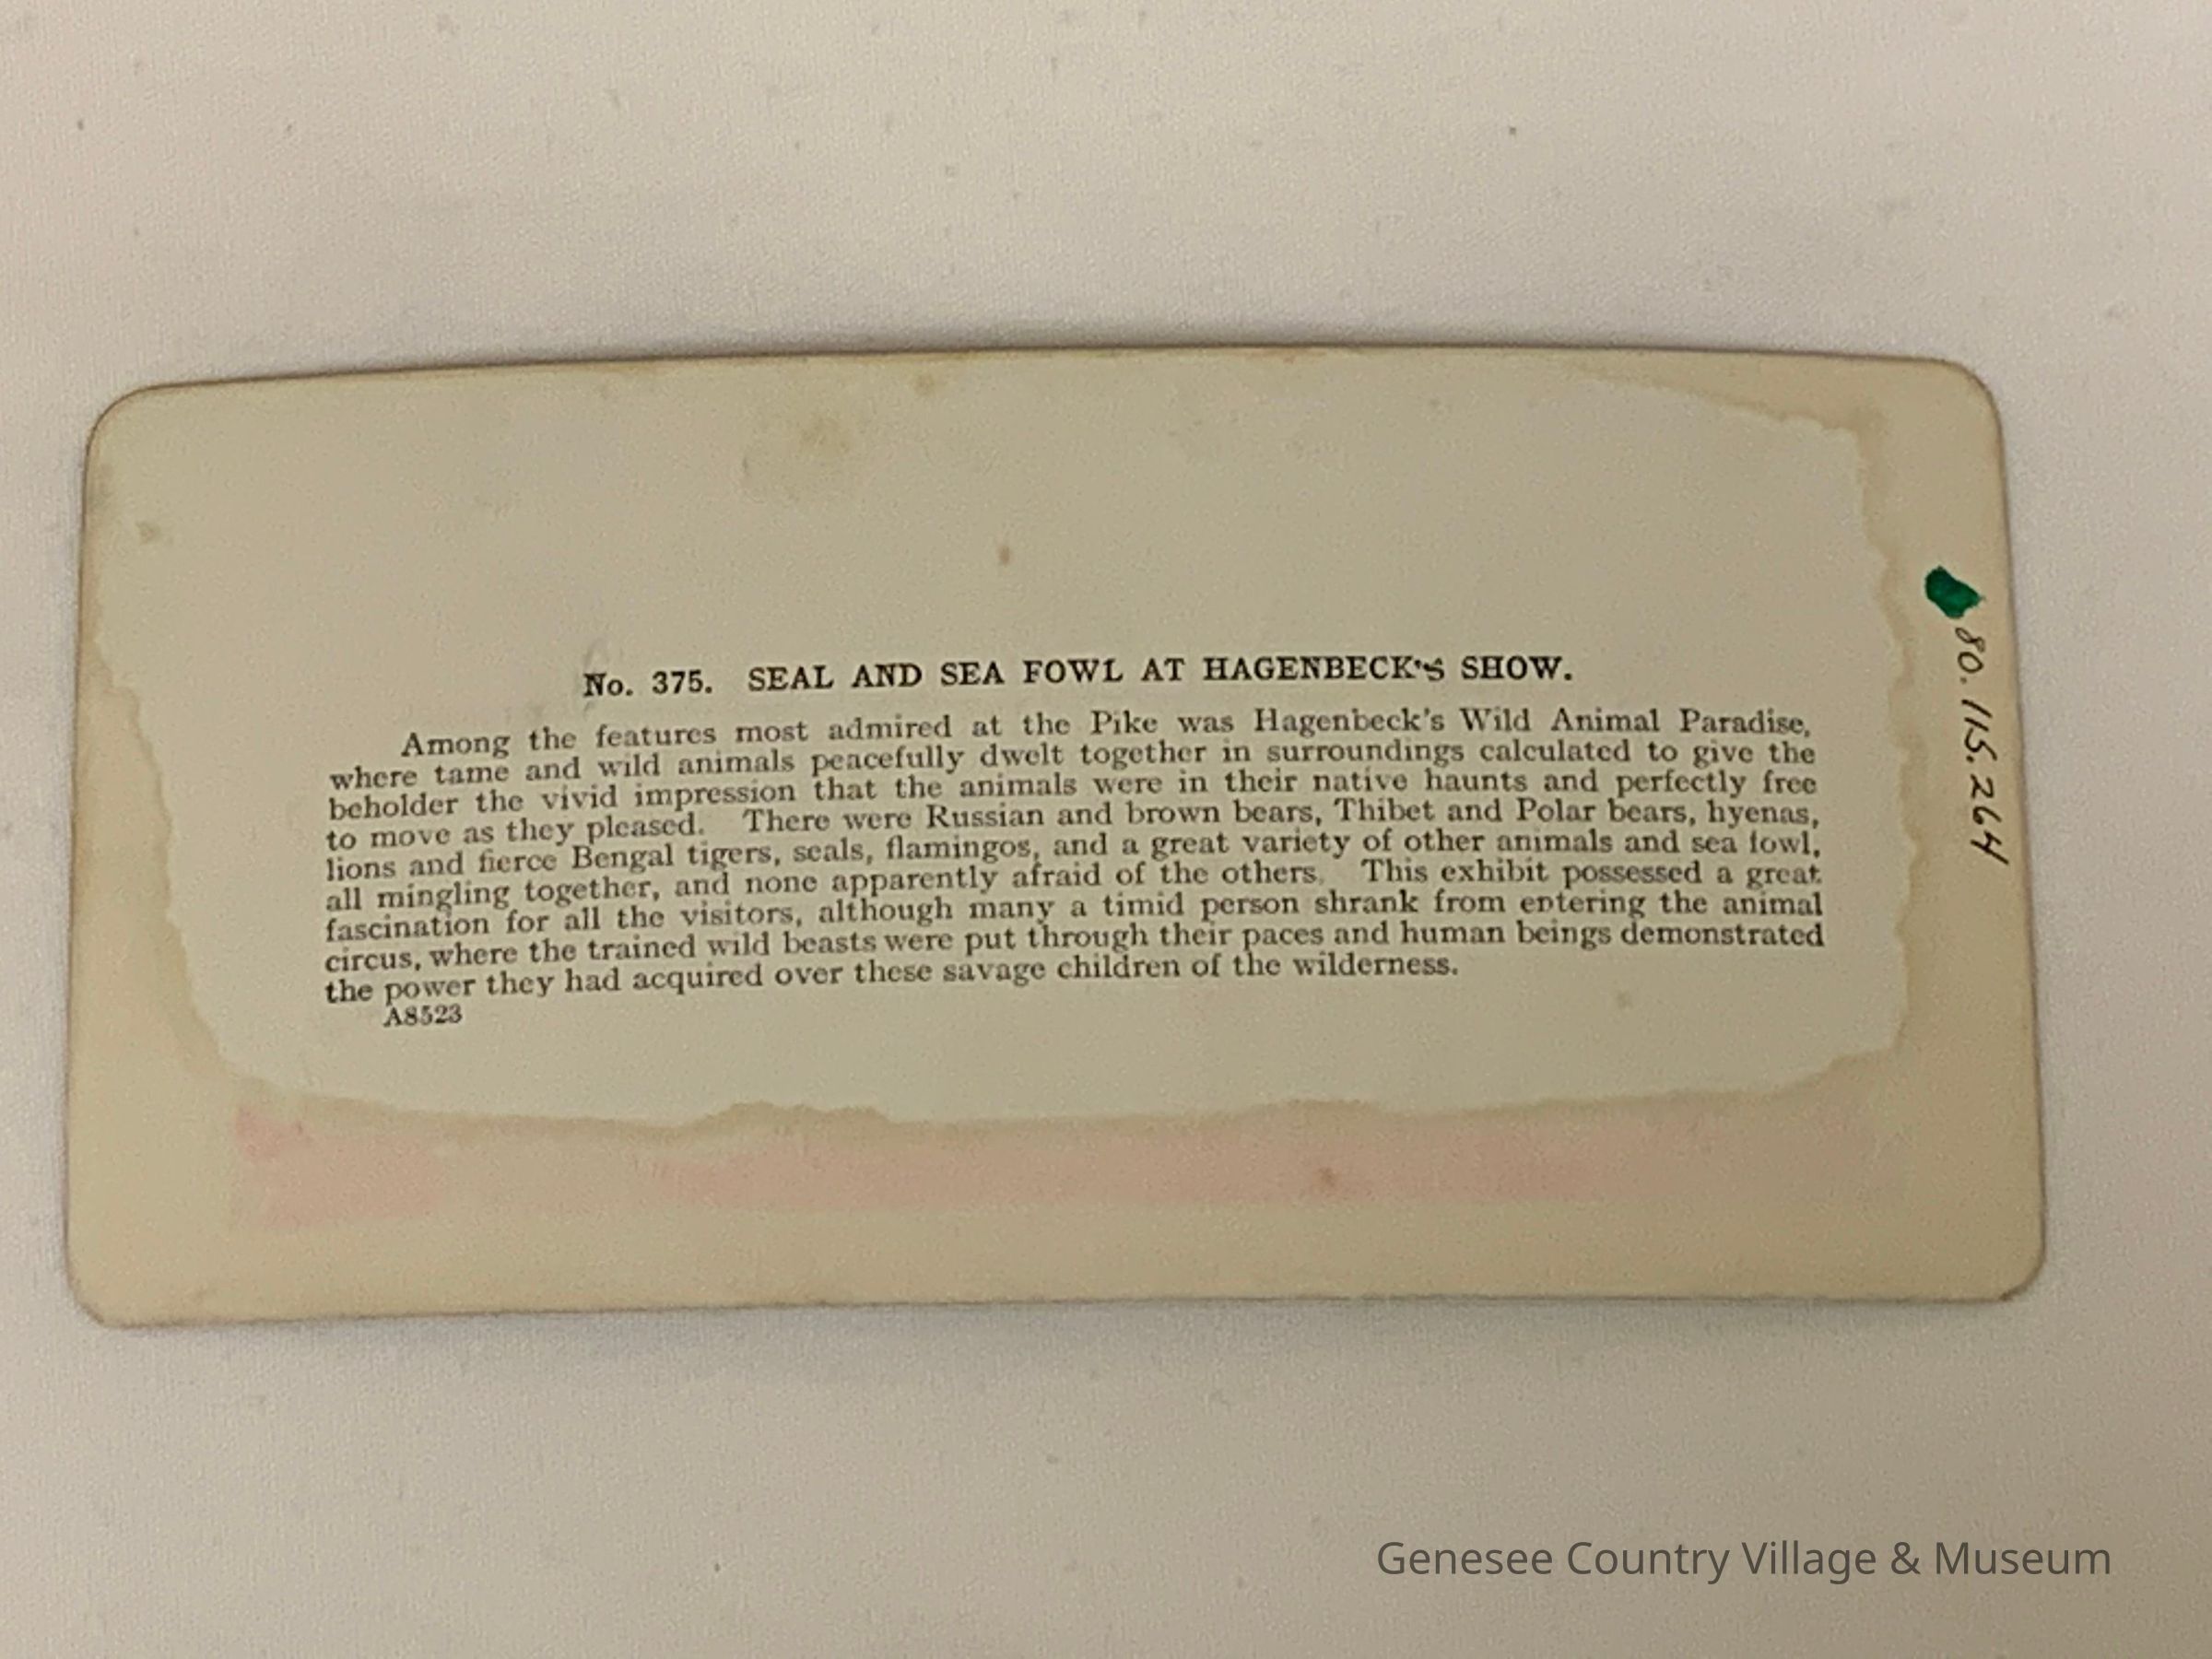 No. 375. SEAL AND SEA FOWL AT HAGENBECK'S SHOW.
Among the features most admired at the Pike was Hagenbeck's Wild Animal Paradise,
where tame and wild animals peacefully dwelt together in surroundings calculated to give the
beholder the vivid impression that the animals were in their native haunts and perfectly free
to move as they pleased. There were Russian and brown bears, Thibet and Polar bears, hyenas,
lions and fierce Bengal tigers, seals, flamingos, and a great variety of other animals and sea fowl,
all mingling together, and none apparently afraid of the others. This exhibit possessed a great
fascination for all the visitors, although many a timid person shrank from entering the animal
circus, where the trained wild beasts were put through their paces and human beings demonstrated
the power they had acquired over these savage children of the wilderness.
A8523
80.115.264
Genesee Country Village & Museum